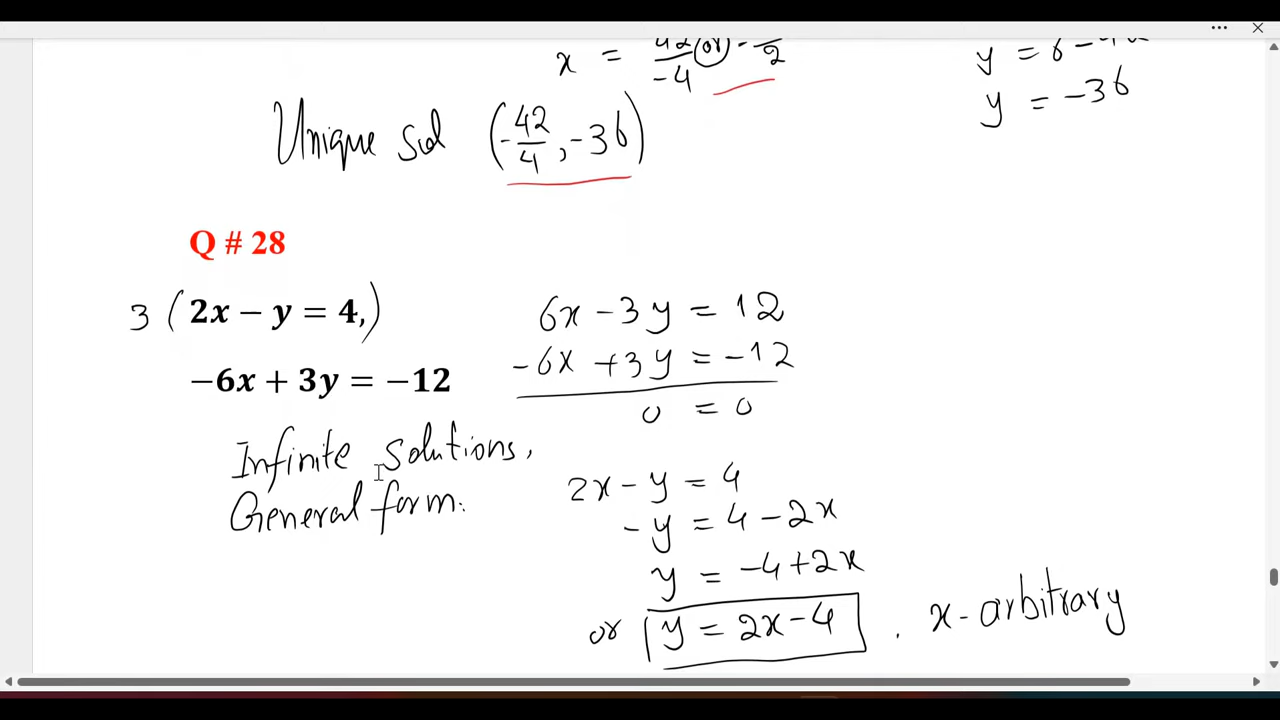 x = 42/-4 (or) -
y = 6 -
y = -36
Unique sol (-42/4, -36)
Q # 28
3 (2x − y = 4,)
−6x + 3y = −12
6x - 3y = 12
-6x + 3y = -12
0 = 0
Infinite solutions,
General form.
2x - y = 4
- y = 4 - 2x
y = -4 + 2x
or y = 2x - 4 . x - arbitrary